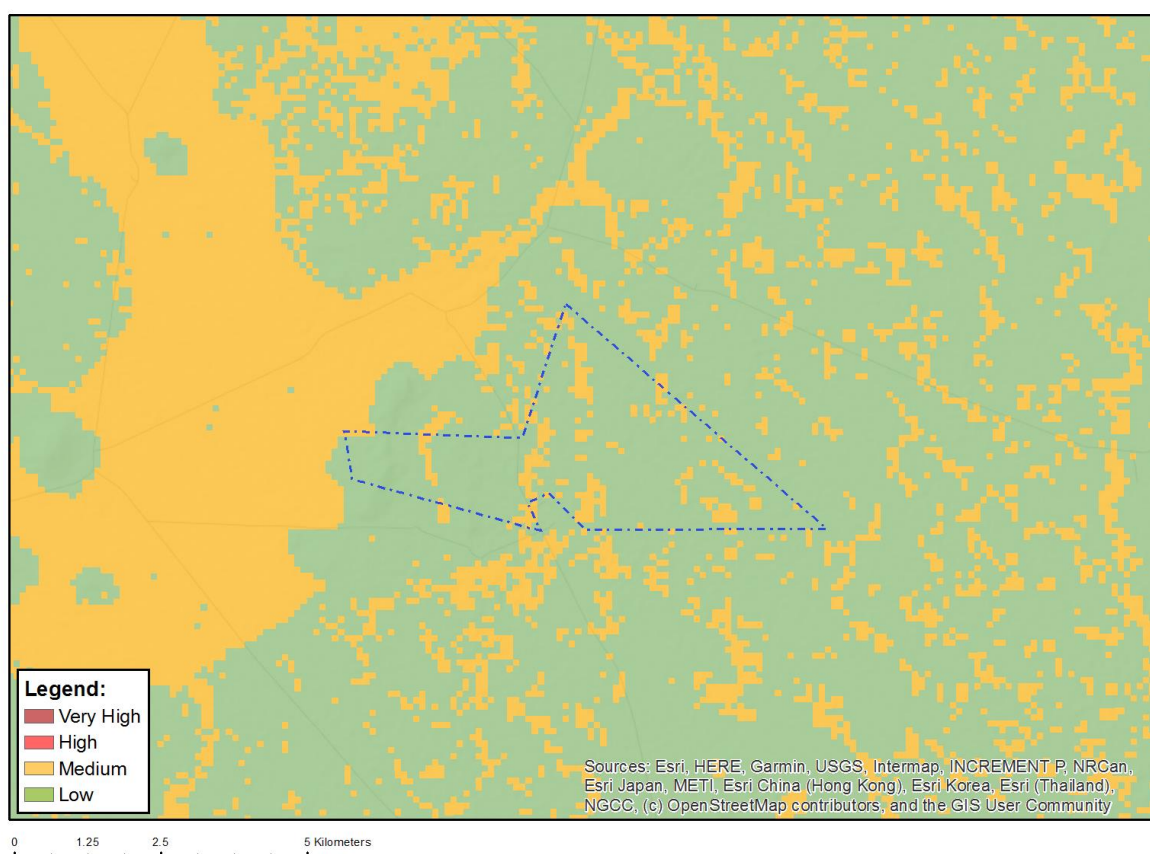 Legend:
Very High
High
Medium
Low
Sources: Esri, HERE, Garmin, USGS, Intermap, INCREMENT P, NRCan,
Esri Japan, METI, Esri China (Hong Kong), Esri Korea, Esri (Thailand),
NGCC, (c) OpenStreetMap contributors, and the GIS User Community
0 1.25 2.5 5 Kilometers